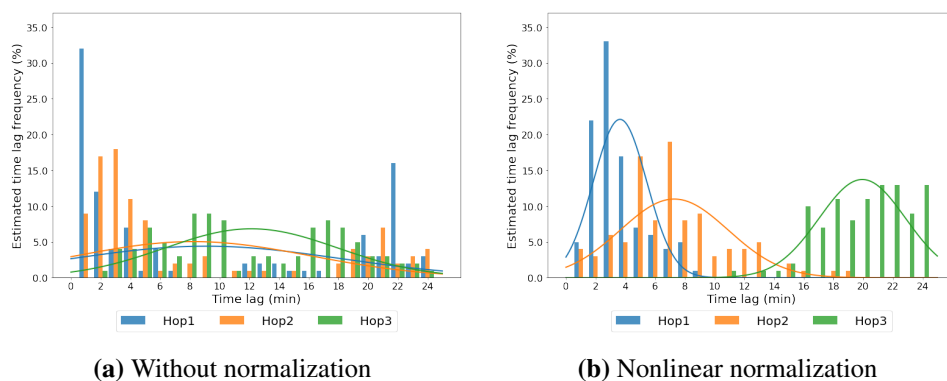 Estimated time lag frequency (%)
35.0
30.0
25.0
20.0
15.0
10.0
5.0
0.0
0 2 4 6 8 10 12 14 16 18 20 22 24
Time lag (min)
Hop1 Hop2 Hop3
(a) Without normalization
Estimated time lag frequency (%)
35.0
30.0
25.0
20.0
15.0
10.0
5.0
0.0
0 2 4 6 8 10 12 14 16 18 20 22 24
Time lag (min)
Hop1 Hop2 Hop3
(b) Nonlinear normalization